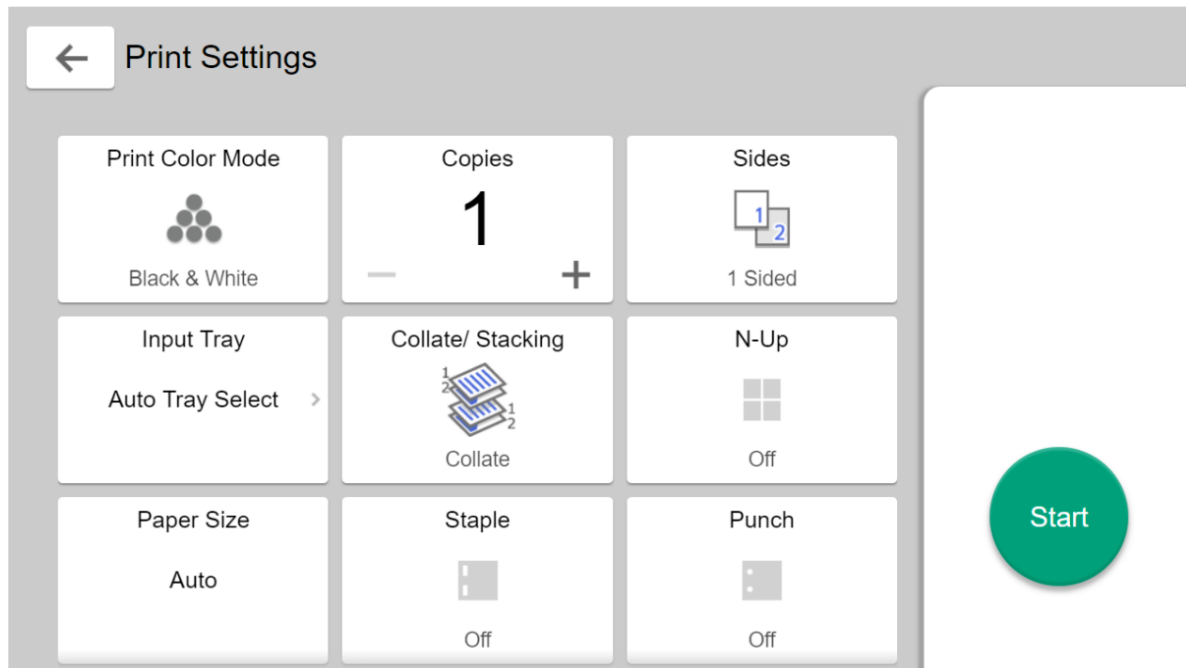 Print Settings
Print Color Mode
Black & White
Copies
1
Sides
1
2
1 Sided
Input Tray
Auto Tray Select
Collate/ Stacking
1
2
1
2
Collate
N-Up
Off
Paper Size
Auto
Staple
Off
Punch
Off
Start